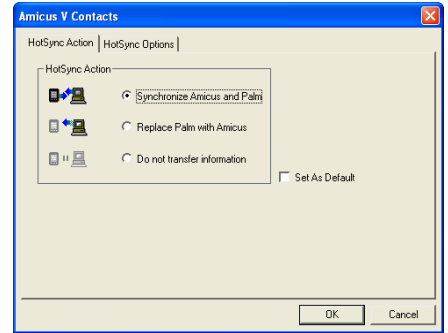 Amicus V Contacts
HotSync Action HotSync Options
HotSync Action
Synchronize Amicus and Palm
Replace Palm with Amicus
Do not transfer information
Set As Default
OK Cancel